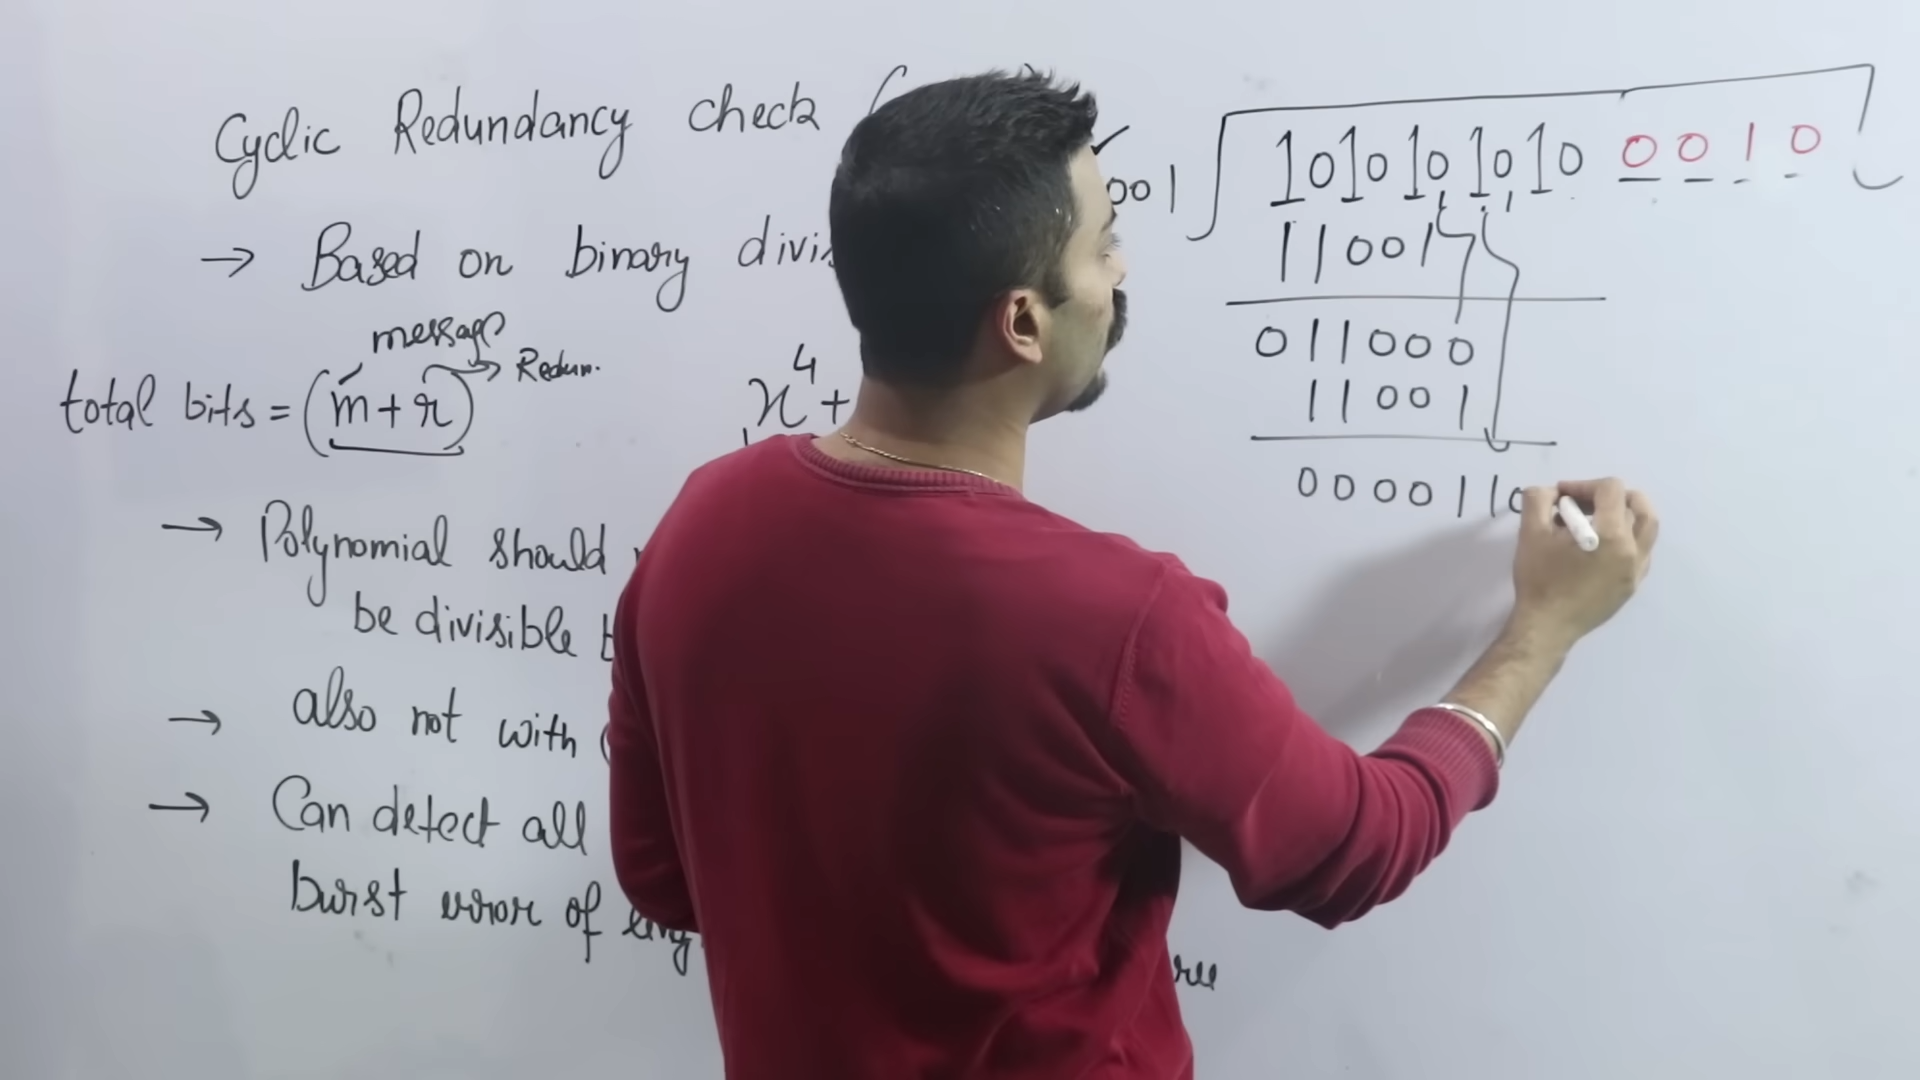 Cyclic Redundancy check (
→ Based on binary
message
Redun.
total bits = (m + r)
x⁴ +
→ Polynomial should
be divisible
→ also not with (
→ Can detect all
burst error of
001
1010101010 0010
11001
011000
11001
0000110